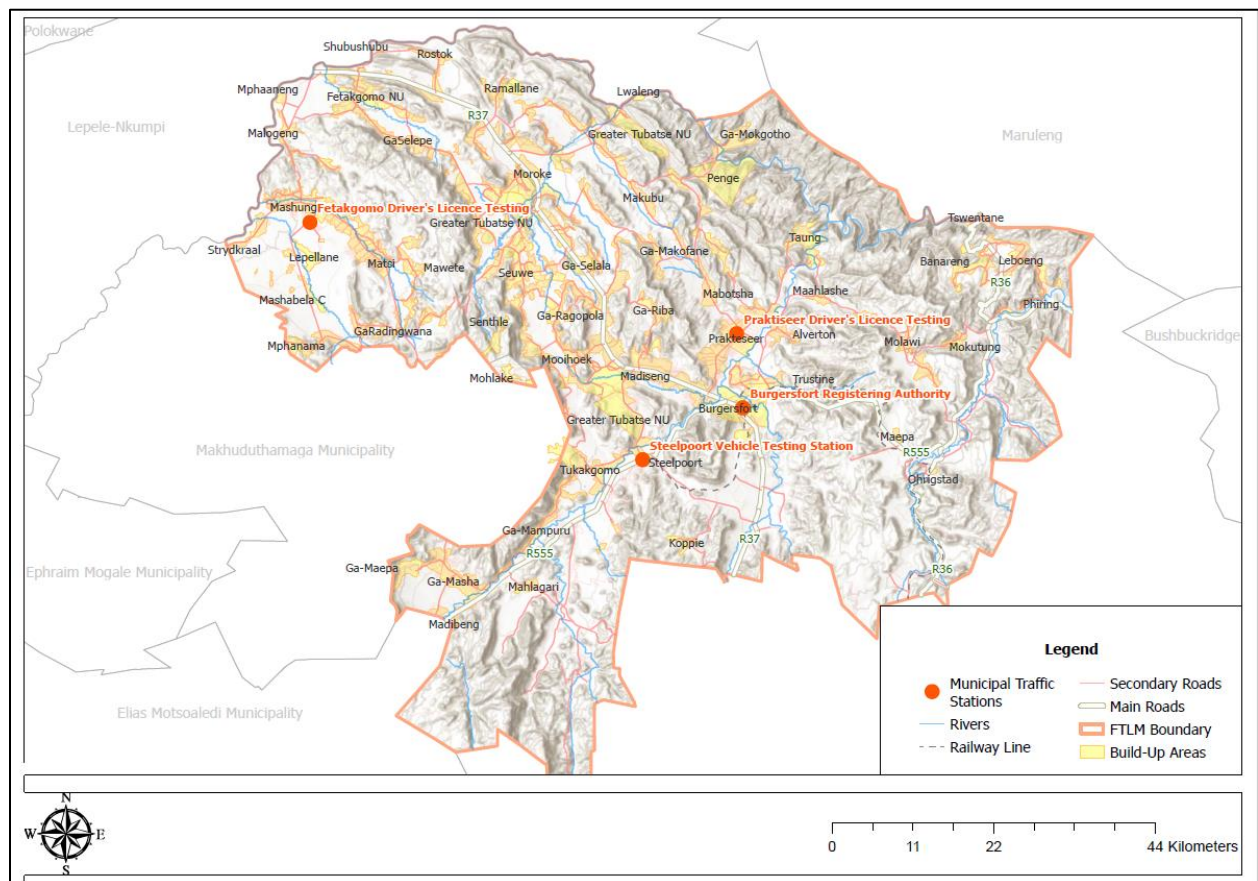 Polokwane
Shubushubu
Rostok
Mphaaneng
Fetakgomo NU
Ramallane
Lwaleng
R37
Lepele-Nkumpi
Malogeng
GaSelepe
Greater Tubatse NU
Ga-Mokgotho
Maruleng
Moroke
Penge
Makubu
Mashung
Fetakgomo Driver's Licence Testing
Greater Tubatse NU
Tswentane
Strydkraal
Lepellane
Matoi
Mawete
Seuwe
Ga-Selala
Ga-Makofane
Taung
Banareng
Leboeng
R36
Mashabela C
Mabotsha
Maahlashe
Phiring
GaRadingwana
Senthle
Ga-Ragopola
Ga-Riba
Praktiseer Driver's Licence Testing
Mphanama
Prakteseer
Alverton
Molawi
Mokutung
Bushbuckridge
Mooihoek
Mohlake
Madiseng
Trustine
Burgersfort Registering Authority
Burgersfort
Greater Tubatse NU
Makhuduthamaga Municipality
Maepa
Steelpoort Vehicle Testing Station
R555
Tukakgomo
Steelpoort
Ohrigstad
Ga-Mampuru
R555
Koppie
R37
Ga-Maepa
Ephraim Mogale Municipality
Ga-Masha
Mahlagari
R36
Madibeng
Elias Motsoaledi Municipality
Legend
Municipal Traffic
Stations
Rivers
Railway Line
Secondary Roads
Main Roads
FTLM Boundary
Build-Up Areas
N
W
E
S
0 11 22 44 Kilometers